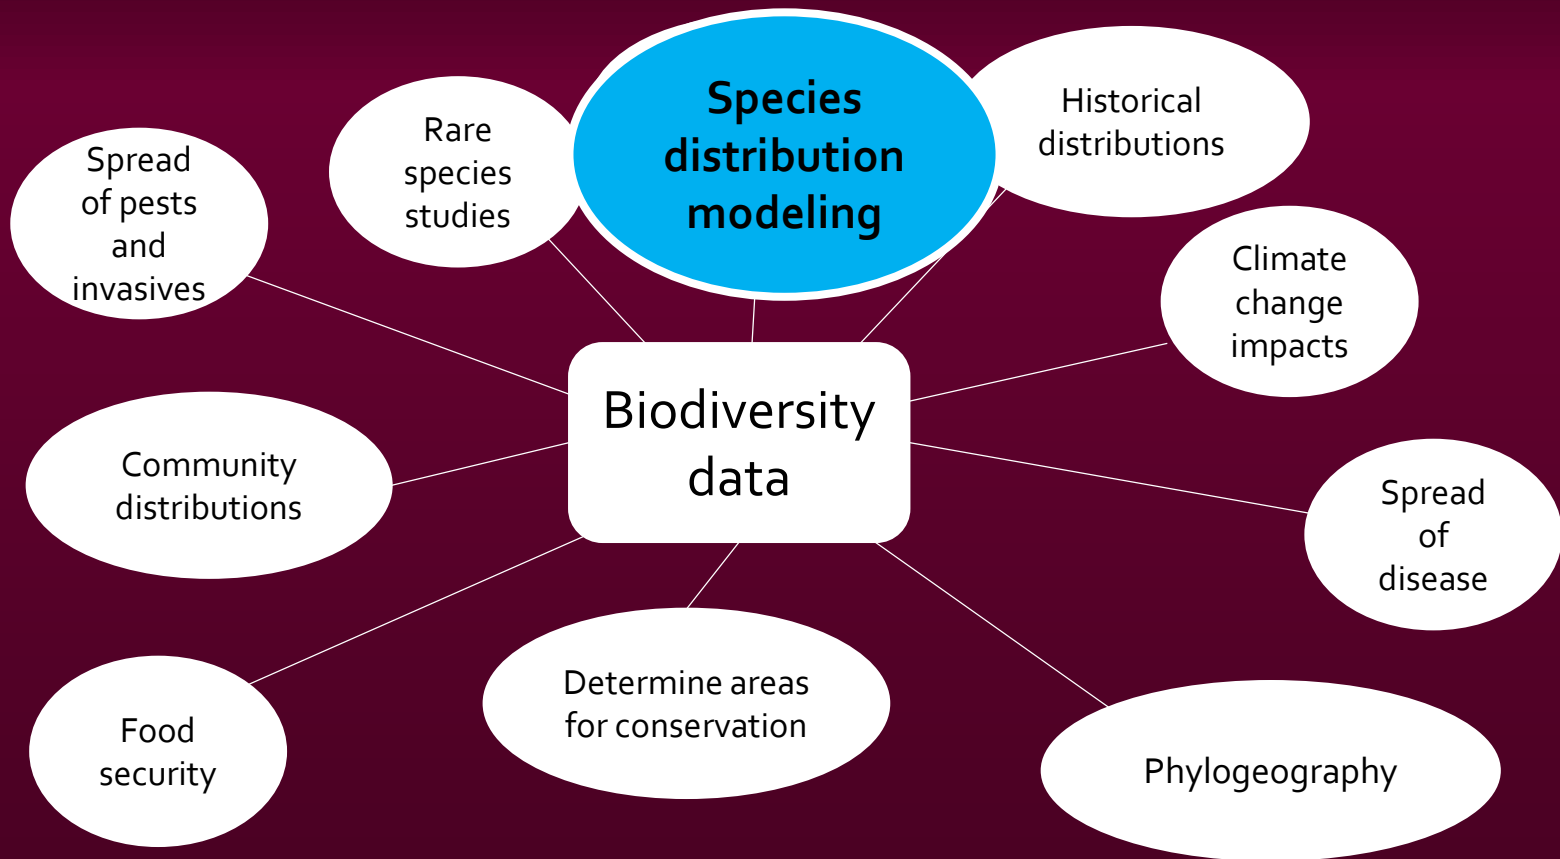 Species
distribution
modeling
Historical
distributions
Rare
species
studies
Spread
of pests
and
invasives
Climate
change
impacts
Biodiversity
data
Community
distributions
Spread
of
disease
Determine areas
for conservation
Food
security
Phylogeography